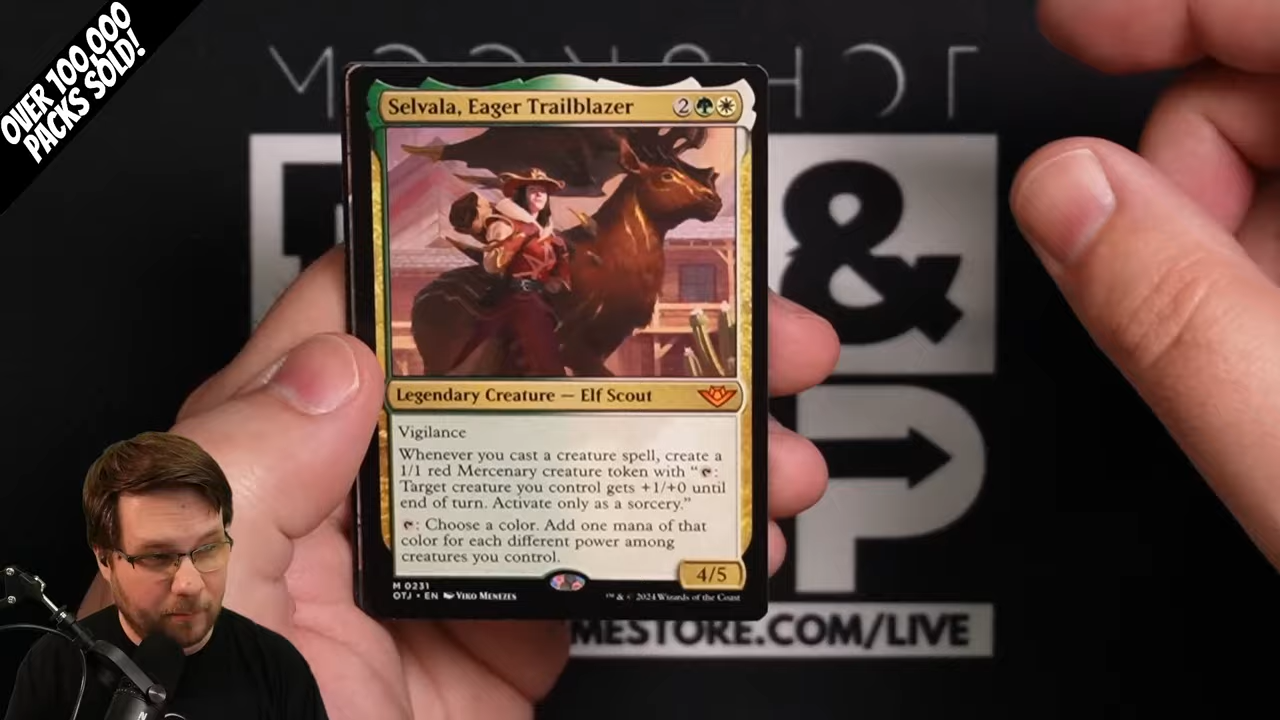 OVER 100,000
PACKS SOLD!
&
P
Selvala, Eager Trailblazer 2
Legendary Creature — Elf Scout
Vigilance
Whenever you cast a creature spell, create a
1/1 red Mercenary creature token with “:
Target creature you control gets +1/+0 until
end of turn. Activate only as a sorcery.”
: Choose a color. Add one mana of that
color for each different power among
creatures you control.
4/5
M 0231
OTJ • EN VIKO MENEZES
™ & © 2024 Wizards of the Coast
MESTORE.COM/LIVE